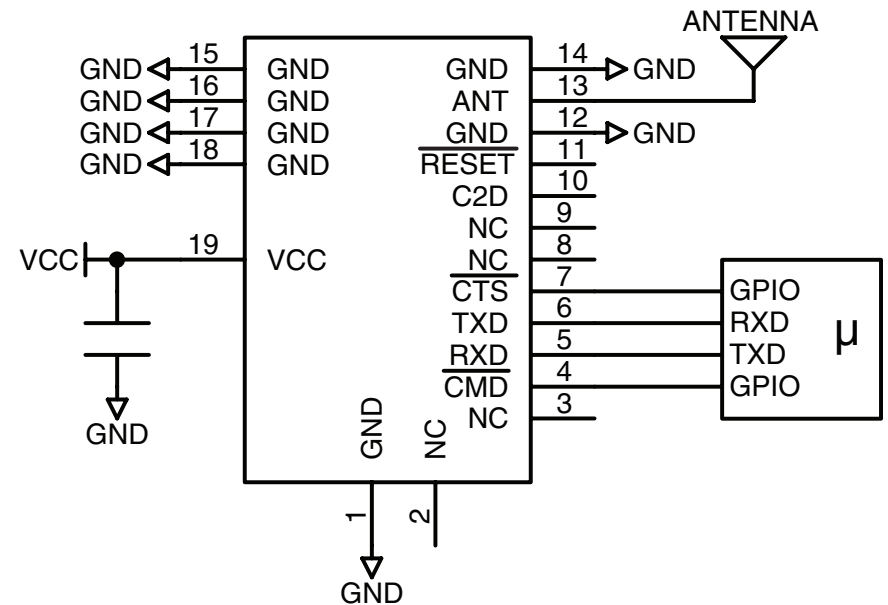 ANTENNA
GND 15 GND
GND 16 GND
GND 17 GND
GND 18 GND
VCC 19 VCC
GND
GND 14 GND
ANT 13
GND 12 GND
RESET 11
C2D 10
NC 9
NC 8
CTS 7 GPIO
TXD 6 RXD
RXD 5 TXD
CMD 4 GPIO
NC 3
µ
GND NC
1 2
GND